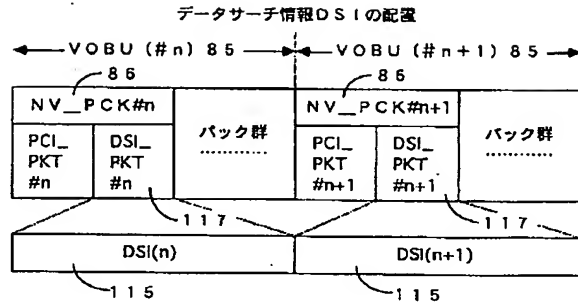 データサーチ情報DSIの配置
VOBU (#n) 85
VOBU (#n+1) 85
86
86
NV_PCK#n
パック群
............
NV_PCK#n+1
パック群
............
PCI_
PKT
#n
DSI_
PKT
#n
PCI_
PKT
#n+1
DSI_
PKT
#n+1
117
117
DSI(n)
DSI(n+1)
115
115